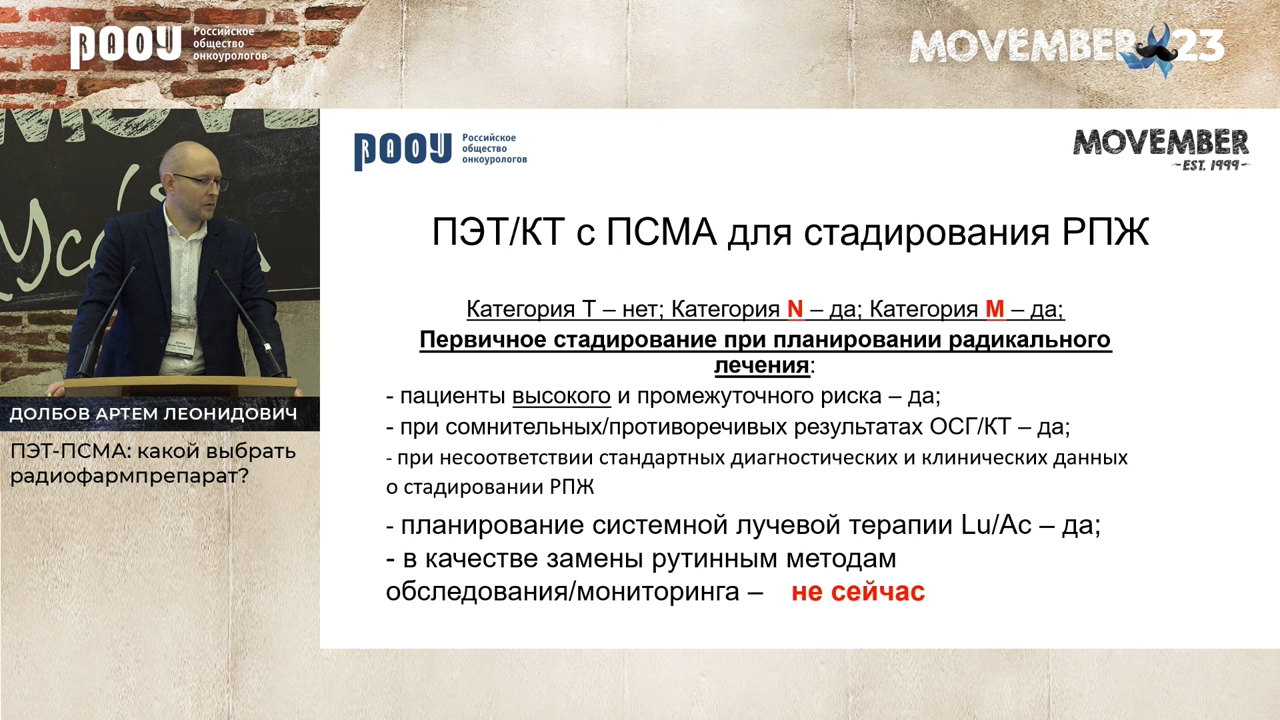 РООУ
RAOU
Российское
общество
онкоурологов
MOVEMBER 23
РООУ
RAOU
Российское
общество
онкоурологов
MOVEMBER
EST. 1999
ПЭТ/КТ с ПСМА для стадирования РПЖ
Категория Т – нет; Категория N – да; Категория М – да;
Первичное стадирование при планировании радикального
лечения:
- пациенты высокого и промежуточного риска – да;
- при сомнительных/противоречивых результатах ОСГ/КТ – да;
- при несоответствии стандартных диагностических и клинических данных
о стадировании РПЖ
- планирование системной лучевой терапии Lu/Ac – да;
- в качестве замены рутинным методам
обследования/мониторинга – не сейчас
ДОЛБОВ АРТЕМ ЛЕОНИДОВИЧ
ПЭТ-ПСМА: какой выбрать
радиофармпрепарат?